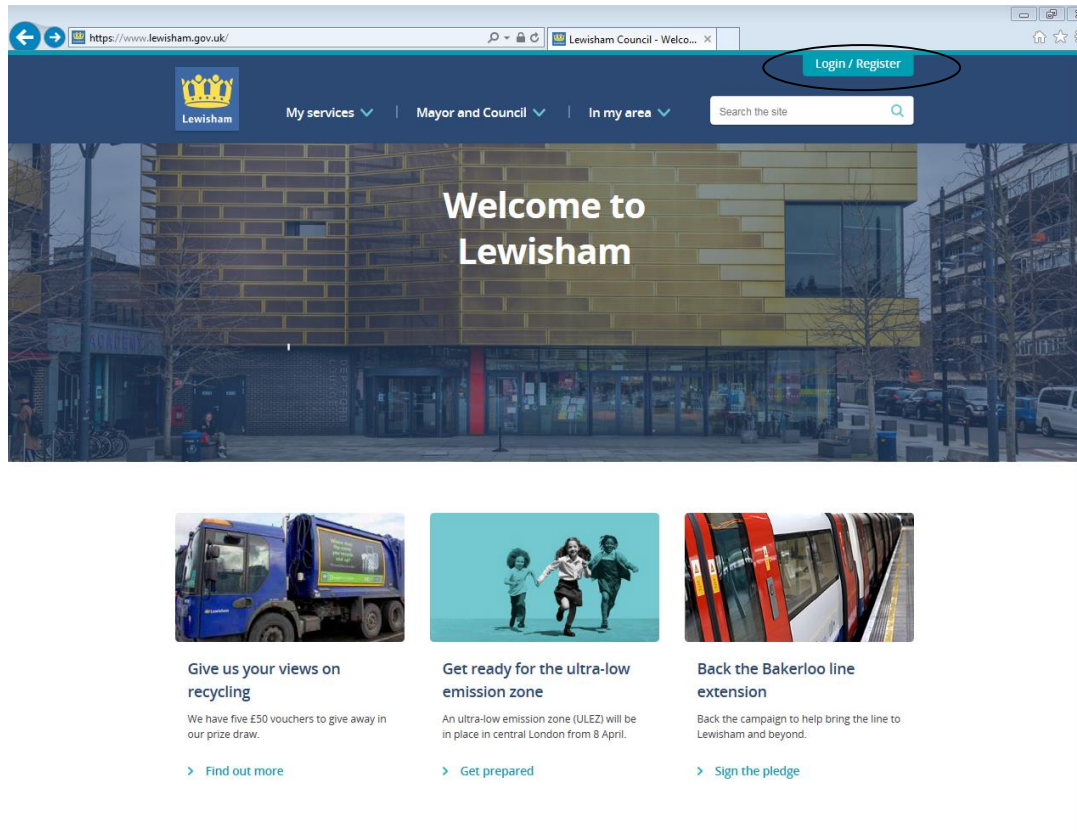 https://www.lewisham.gov.uk/
Lewisham Council - Welco...
Login / Register
Lewisham
My services
Mayor and Council
In my area
Search the site
Welcome to
Lewisham
Give us your views on
recycling
We have five £50 vouchers to give away in
our prize draw.
Find out more
Get ready for the ultra-low
emission zone
An ultra-low emission zone (ULEZ) will be
in place in central London from 8 April.
Get prepared
Back the Bakerloo line
extension
Back the campaign to help bring the line to
Lewisham and beyond.
Sign the pledge